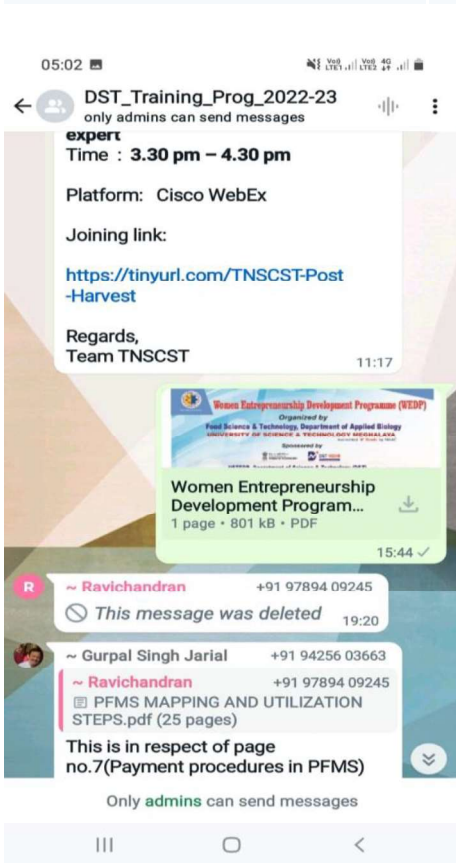 05:02
Vo) LTE1 Vo) LTE2 4G
DST_Training_Prog_2022-23
only admins can send messages
expert
Time : 3.30 pm – 4.30 pm
Platform: Cisco WebEx
Joining link:
https://tinyurl.com/TNSCST-Post
-Harvest
Regards,
Team TNSCST
11:17
Women Entrepreneurship Development Programme (WEDP)
Organized by
Food Science & Technology, Department of Applied Biology
UNIVERSITY OF SCIENCE & TECHNOLOGY MEGHALAYA
Sponsored by
Women Entrepreneurship
Development Program...
1 page • 801 kB • PDF
15:44
R
~ Ravichandran +91 97894 09245
This message was deleted 19:20
~ Gurpal Singh Jarial +91 94256 03663
~ Ravichandran +91 97894 09245
PFMS MAPPING AND UTILIZATION
STEPS.pdf (25 pages)
This is in respect of page
no.7(Payment procedures in PFMS)
Only admins can send messages